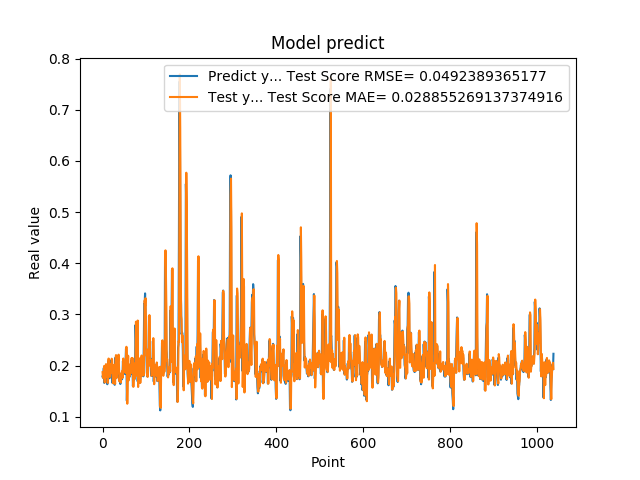 Model predict
Predict y... Test Score RMSE= 0.0492389365177
Test y... Test Score MAE= 0.028855269137374916
0.8
0.7
0.6
0.5
0.4
0.3
0.2
0.1
Real value
0 200 400 600 800 1000
Point